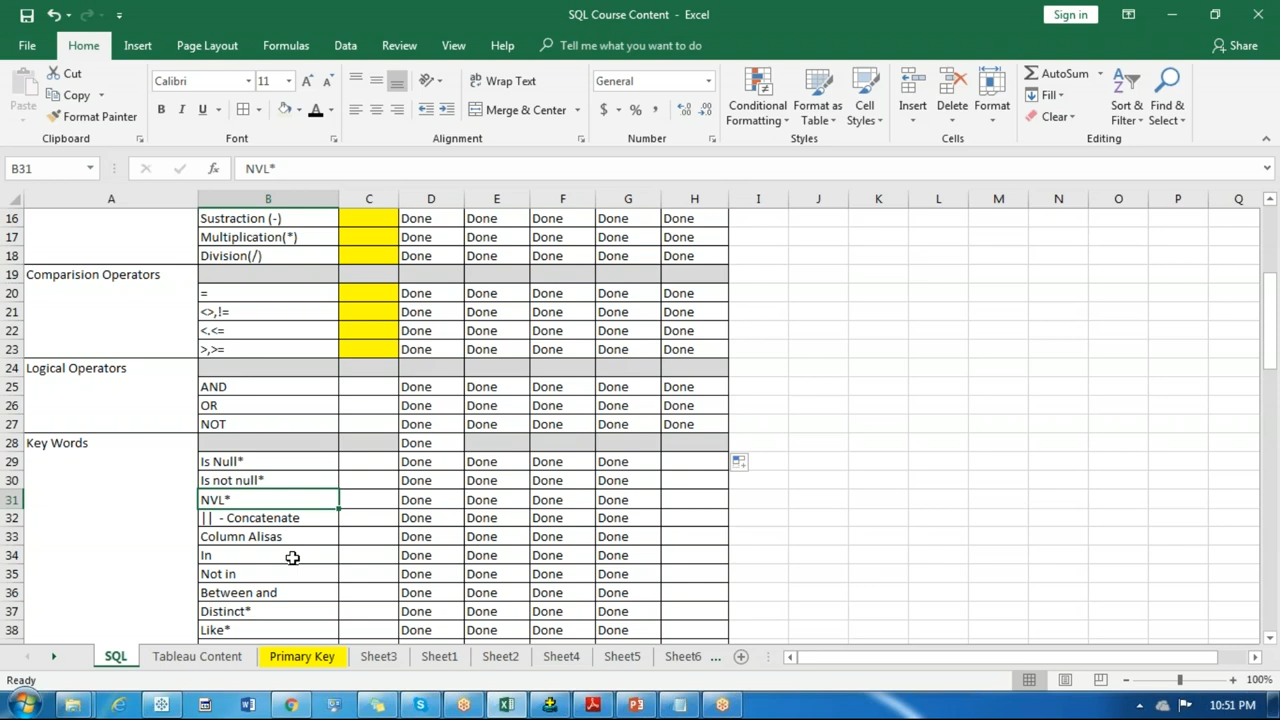 SQL Course Content - Excel
Sign in
File Home Insert Page Layout Formulas Data Review View Help Tell me what you want to do Share
Cut
Copy
Format Painter
Paste
Clipboard
Calibri 11
B I U
Font
Wrap Text
Merge & Center
Alignment
General
$ % ,
Number
Conditional Formatting
Format as Table
Cell Styles
Styles
Insert Delete Format
Cells
AutoSum
Fill
Clear
Sort & Filter
Find & Select
Editing
B31 fx NVL*
A B C D E F G H I J K L M N O P Q
16 Sustraction (-) Done Done Done Done Done
17 Multiplication(*) Done Done Done Done Done
18 Division(/) Done Done Done Done Done
19 Comparision Operators
20 = Done Done Done Done Done
21 <>,!= Done Done Done Done Done
22 <.<= Done Done Done Done Done
23 >,>= Done Done Done Done Done
24 Logical Operators
25 AND Done Done Done Done Done
26 OR Done Done Done Done Done
27 NOT Done Done Done Done Done
28 Key Words Done
29 Is Null* Done Done Done Done
30 Is not null* Done Done Done Done
31 NVL* Done Done Done Done
32 || - Concatenate Done Done Done Done
33 Column Alisas Done Done Done Done
34 In Done Done Done Done
35 Not in Done Done Done Done
36 Between and Done Done Done Done
37 Distinct* Done Done Done Done
38 Like* Done Done Done Done
SQL Tableau Content Primary Key Sheet3 Sheet1 Sheet2 Sheet4 Sheet5 Sheet6 ...
Ready 100%
10:51 PM